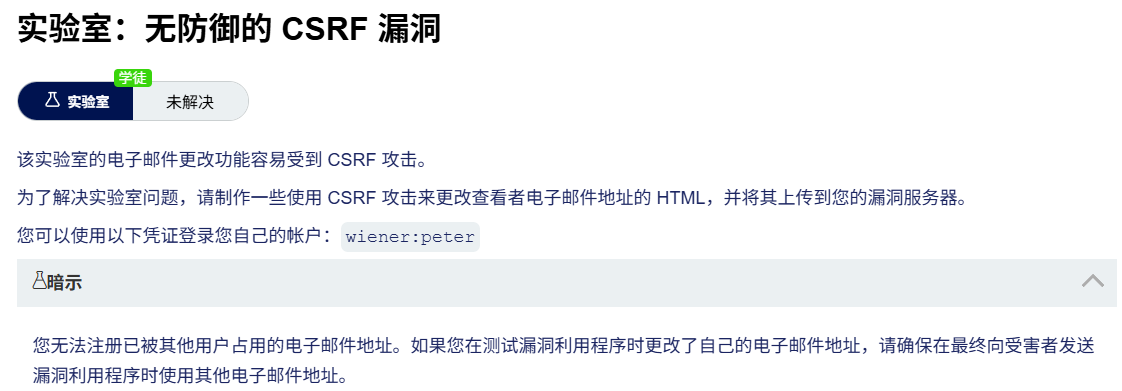 实验室：无防御的 CSRF 漏洞
学徒
实验室
未解决
该实验室的电子邮件更改功能容易受到 CSRF 攻击。
为了解决实验室问题，请制作一些使用 CSRF 攻击来更改查看者电子邮件地址的 HTML，并将其上传到您的漏洞服务器。
您可以使用以下凭证登录您自己的帐户：wiener:peter
暗示
您无法注册已被其他用户占用的电子邮件地址。如果您在测试漏洞利用程序时更改了自己的电子邮件地址，请确保在最终向受害者发送
漏洞利用程序时使用其他电子邮件地址。